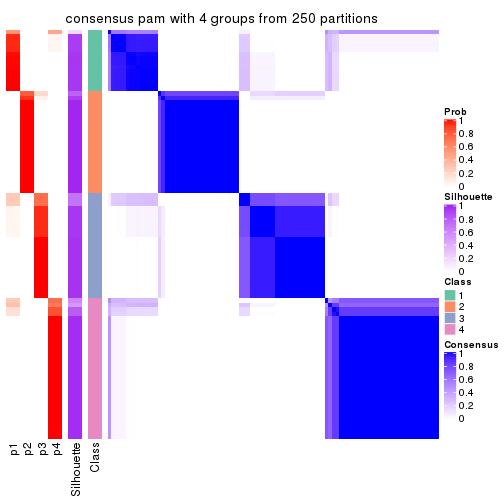 consensus pam with 4 groups from 250 partitions
Prob
1
0.8
0.6
0.4
0.2
0
Silhouette
1
0.8
0.6
0.4
0.2
0
Class
1
2
3
4
Consensus
1
0.8
0.6
0.4
0.2
0
p1
p2
p3
p4
Silhouette
Class